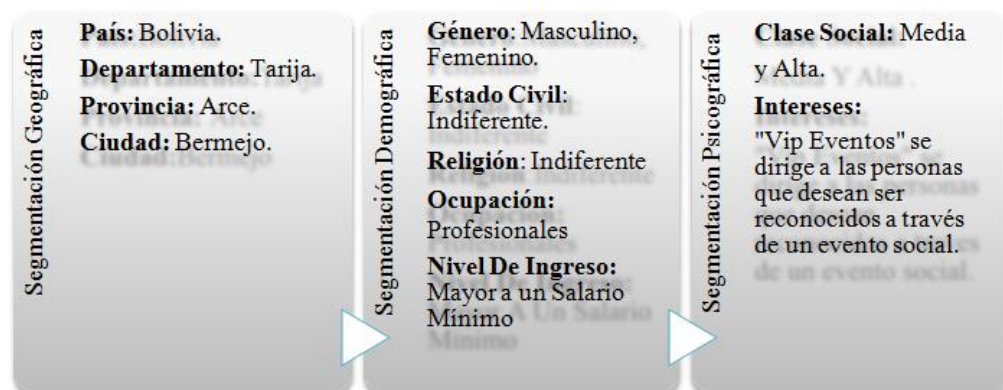 Segmentación Geográfica
País: Bolivia.
Departamento: Tarija.
Provincia: Arce.
Ciudad: Bermejo.
Segmentación Demográfica
Género: Masculino,
Femenino.
Estado Civil:
Indiferente.
Religión: Indiferente
Ocupación:
Profesionales
Nivel De Ingreso:
Mayor a un Salario
Mínimo
Segmentación Psicográfica
Clase Social: Media
y Alta.
Intereses:
"Vip Eventos" se
dirige a las personas
que desean ser
reconocidos a través
de un evento social.